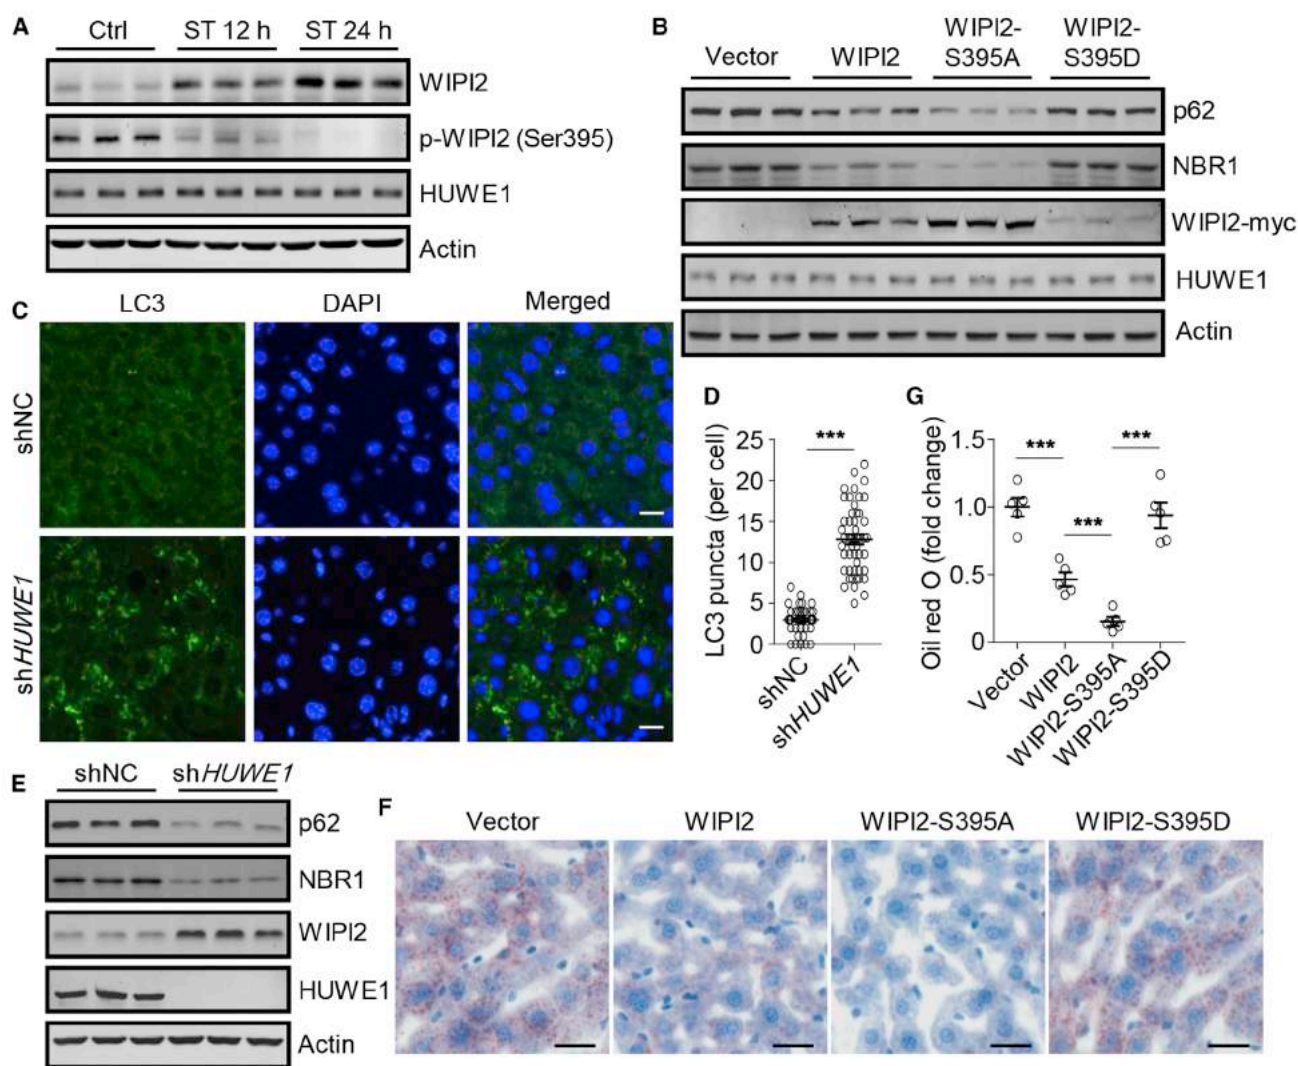 A
Ctrl ST 12 h ST 24 h
WIPI2
p-WIPI2 (Ser395)
HUWE1
Actin
B
Vector WIPI2 WIPI2-S395A WIPI2-S395D
p62
NBR1
WIPI2-myc
HUWE1
Actin
C
LC3 DAPI Merged
shNC
shHUWE1
D
LC3 puncta (per cell)
25
20
15
10
5
0
***
shNC
shHUWE1
G
Oil red O (fold change)
1.5
1.0
0.5
0
***
***
***
Vector
WIPI2
WIPI2-S395A
WIPI2-S395D
E
shNC shHUWE1
p62
NBR1
WIPI2
HUWE1
Actin
F
Vector WIPI2 WIPI2-S395A WIPI2-S395D